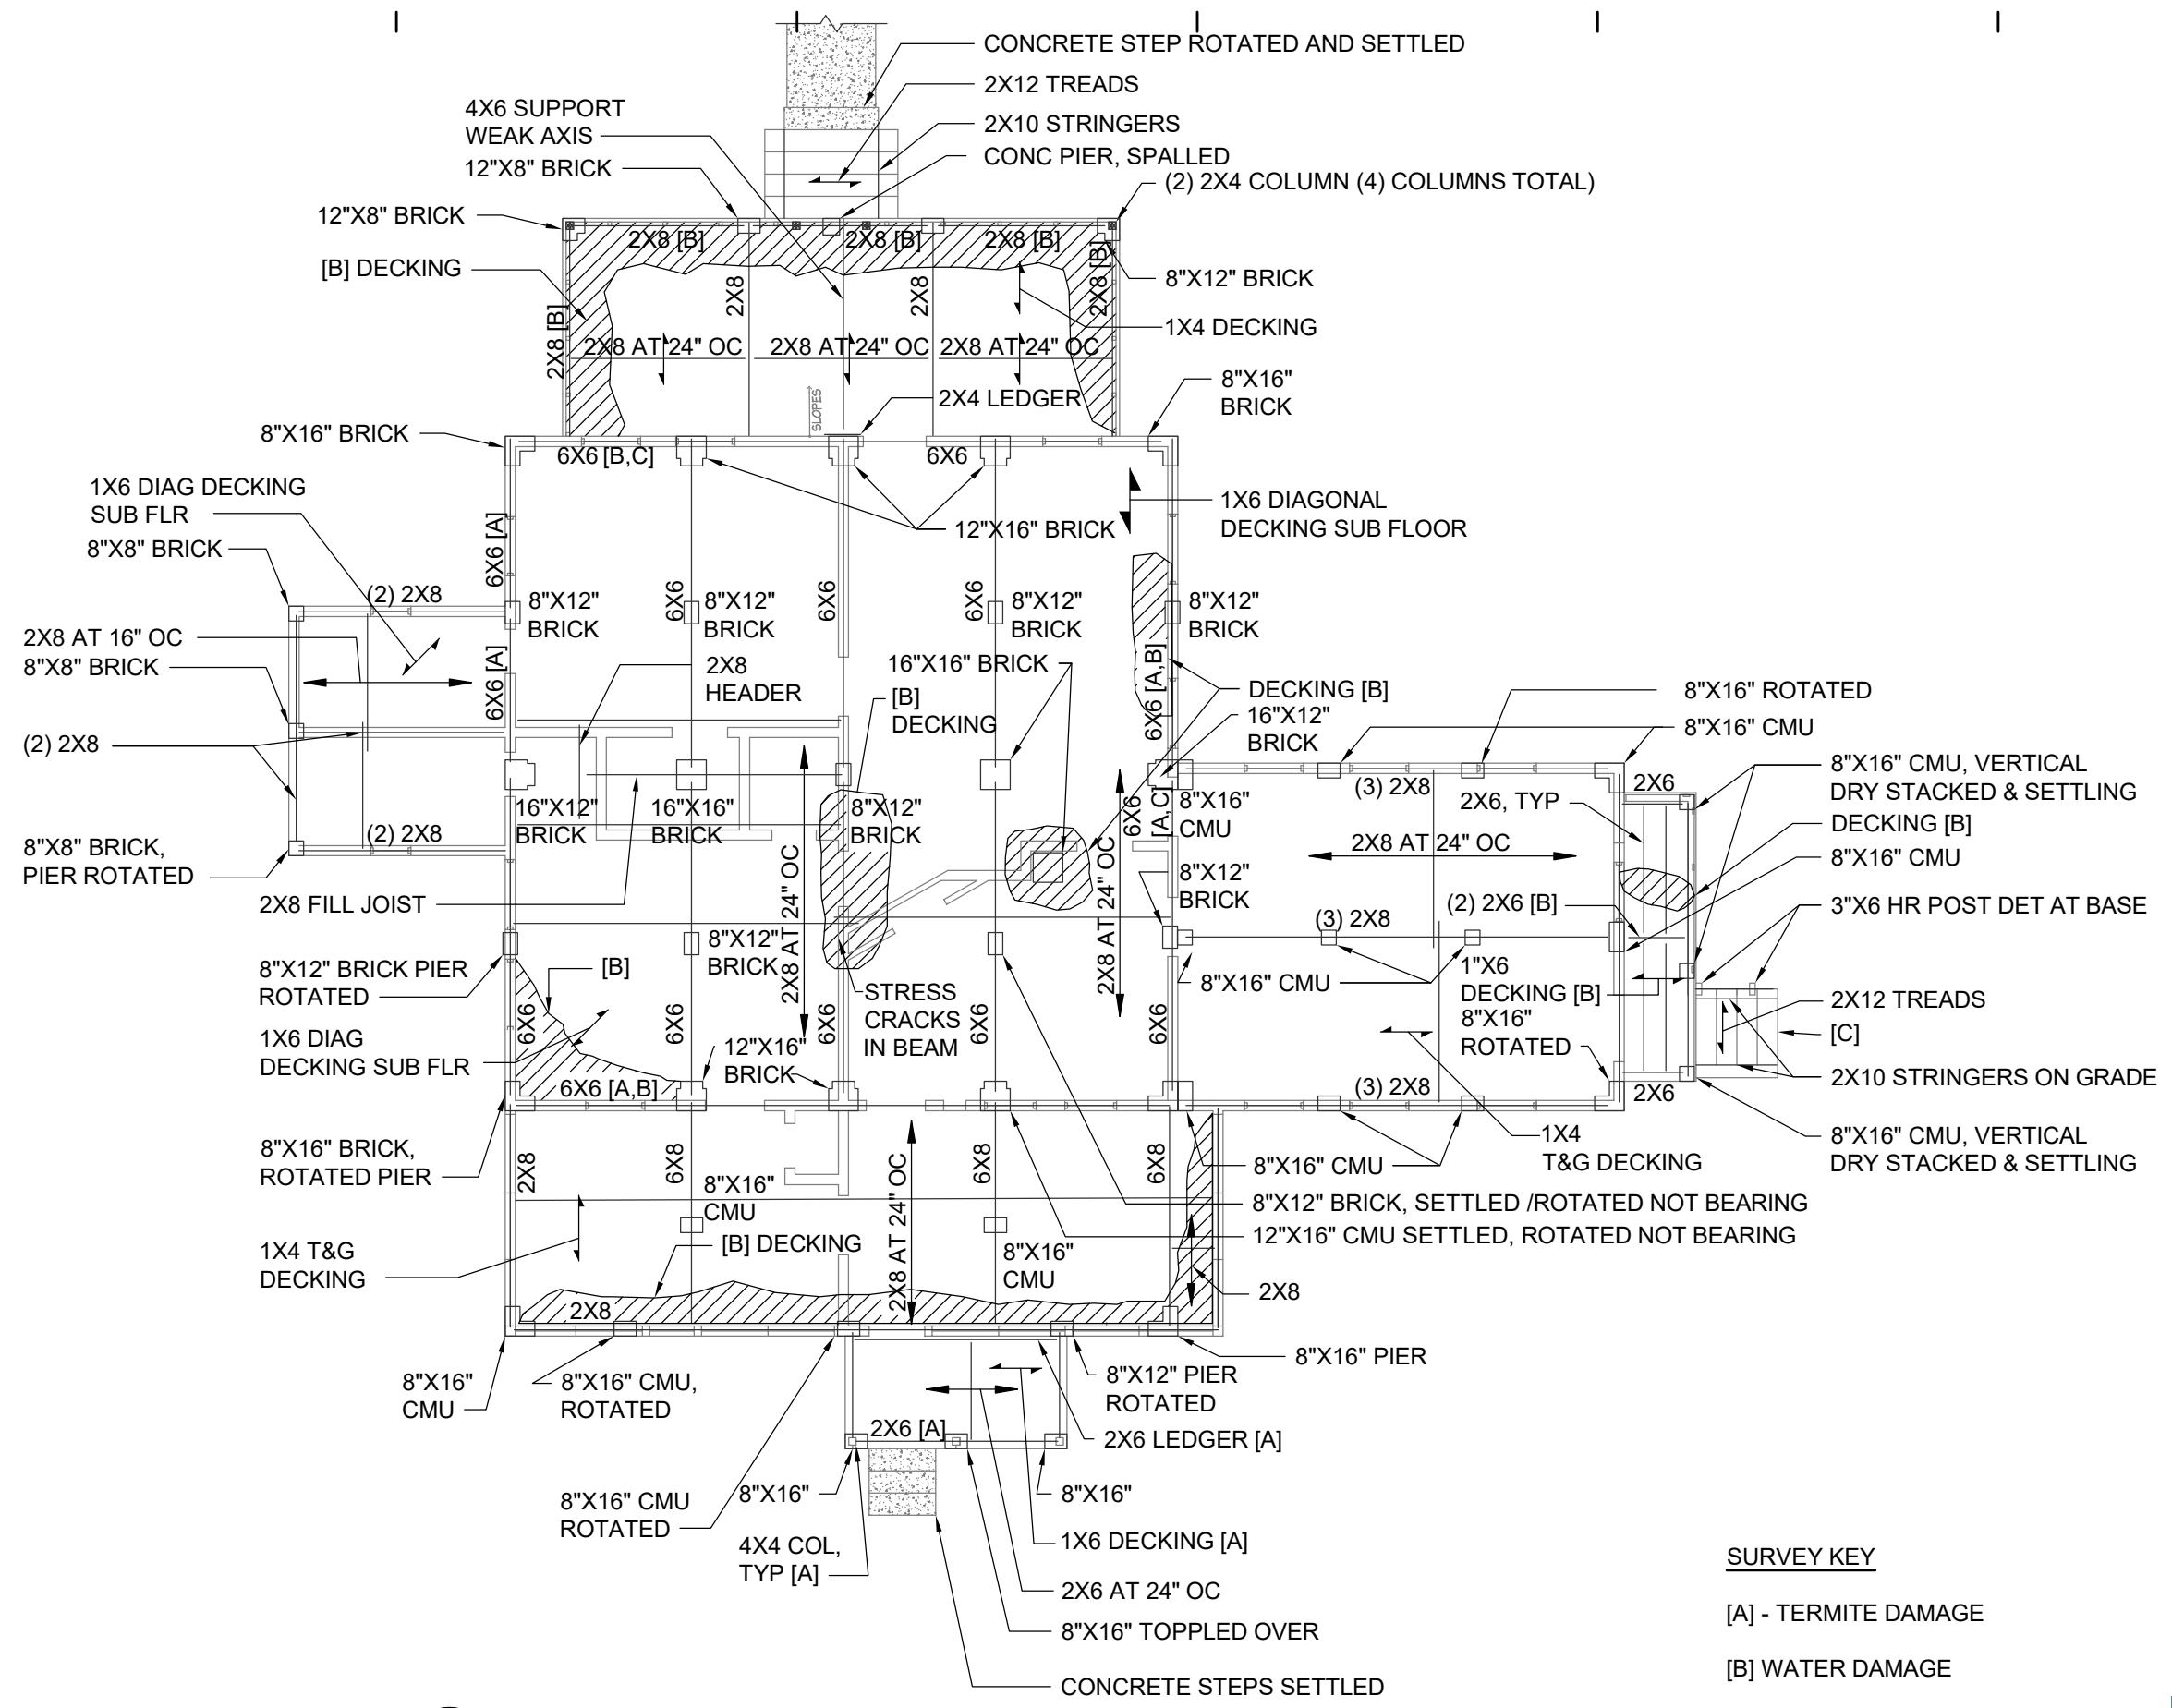 CONCRETE STEP ROTATED AND SETTLED
2X12 TREADS
4X6 SUPPORT
WEAK AXIS
2X10 STRINGERS
12"X8" BRICK
CONC PIER, SPALLED
(2) 2X4 COLUMN (4) COLUMNS TOTAL)
12"X8" BRICK
2X8 [B]
2X8 [B]
2X8 [B]
[B] DECKING
2X8 [B]
8"X12" BRICK
2X8
2X8
2X8 [B]
1X4 DECKING
2X8 AT 24" OC
2X8 AT 24" OC
2X8 AT 24" OC
8"X16"
BRICK
2X4 LEDGER
SLOPES
8"X16" BRICK
6X6 [B,C]
6X6
1X6 DIAG DECKING
SUB FLR
1X6 DIAGONAL
DECKING SUB FLOOR
12"X16" BRICK
6X6 [A]
8"X8" BRICK
(2) 2X8
8"X12"
BRICK
6X6
8"X12"
BRICK
6X6
6X6
8"X12"
BRICK
8"X12"
BRICK
2X8 AT 16" OC
8"X8" BRICK
6X6 [A]
2X8
HEADER
16"X16" BRICK
[B]
DECKING
6X6 [A,B]
DECKING [B]
16"X12"
BRICK
8"X16" ROTATED
8"X16" CMU
(2) 2X8
8"X16" CMU, VERTICAL
DRY STACKED & SETTLING
(3) 2X8
2X6
2X6, TYP
16"X12"
BRICK
16"X16"
BRICK
8"X12"
BRICK
6X6
[A,C]
8"X16"
CMU
DECKING [B]
(2) 2X8
8"X8" BRICK,
PIER ROTATED
2X8 AT 24" OC
8"X16" CMU
2X8 AT 24" OC
2X8 AT 24" OC
8"X12"
BRICK
2X8 FILL JOIST
(2) 2X6 [B]
3"X6 HR POST DET AT BASE
(3) 2X8
8"X12"
BRICK
8"X12" BRICK PIER
ROTATED
[B]
STRESS
CRACKS
IN BEAM
8"X16" CMU
1"X6
DECKING [B]
2X12 TREADS
8"X16"
ROTATED
[C]
6X6
6X6
6X6
6X6
6X6
1X6 DIAG
DECKING SUB FLR
12"X16"
BRICK
2X10 STRINGERS ON GRADE
6X6 [A,B]
(3) 2X8
2X6
8"X16" BRICK,
ROTATED PIER
2X8
6X8
6X8
6X8
1X4
T&G DECKING
8"X16" CMU, VERTICAL
DRY STACKED & SETTLING
8"X16" CMU
8"X16"
CMU
2X8 AT 24" OC
8"X12" BRICK, SETTLED /ROTATED NOT BEARING
12"X16" CMU SETTLED, ROTATED NOT BEARING
1X4 T&G
DECKING
[B] DECKING
8"X16"
CMU
2X8
2X8
8"X16" PIER
8"X16"
CMU
8"X16" CMU,
ROTATED
8"X12" PIER
ROTATED
2X6 [A]
2X6 LEDGER [A]
8"X16" CMU
ROTATED
8"X16"
8"X16"
4X4 COL,
TYP [A]
1X6 DECKING [A]
2X6 AT 24" OC
8"X16" TOPPLED OVER
CONCRETE STEPS SETTLED
SURVEY KEY
[A] - TERMITE DAMAGE
[B] WATER DAMAGE